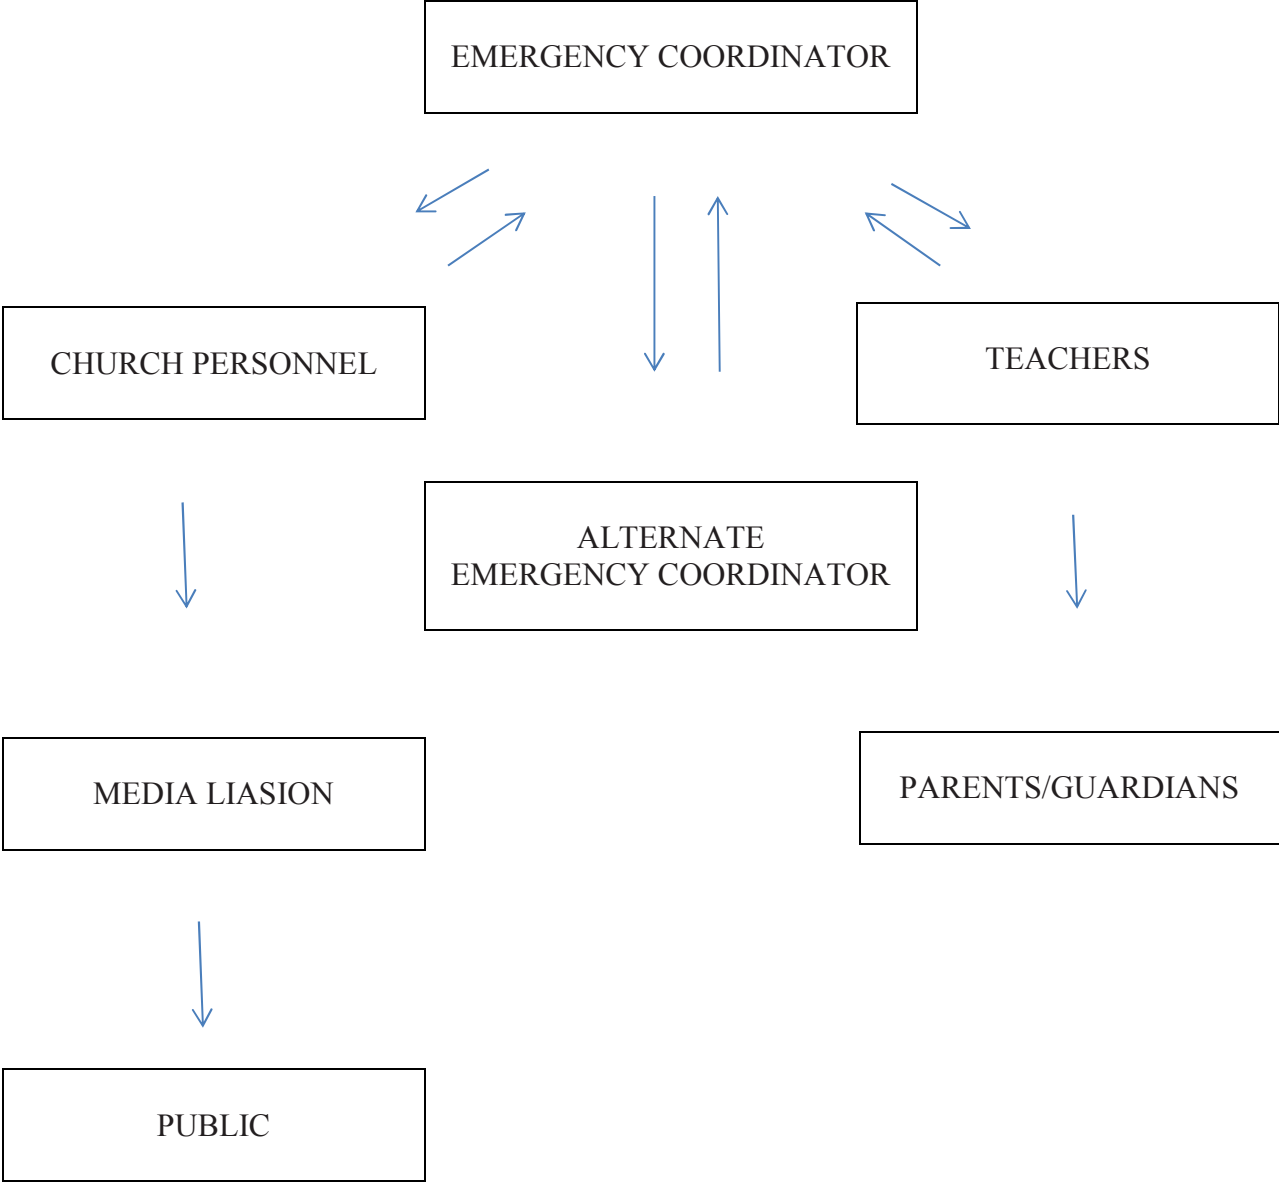 EMERGENCY COORDINATOR
CHURCH PERSONNEL
TEACHERS
ALTERNATE
EMERGENCY COORDINATOR
MEDIA LIASION
PARENTS/GUARDIANS
PUBLIC